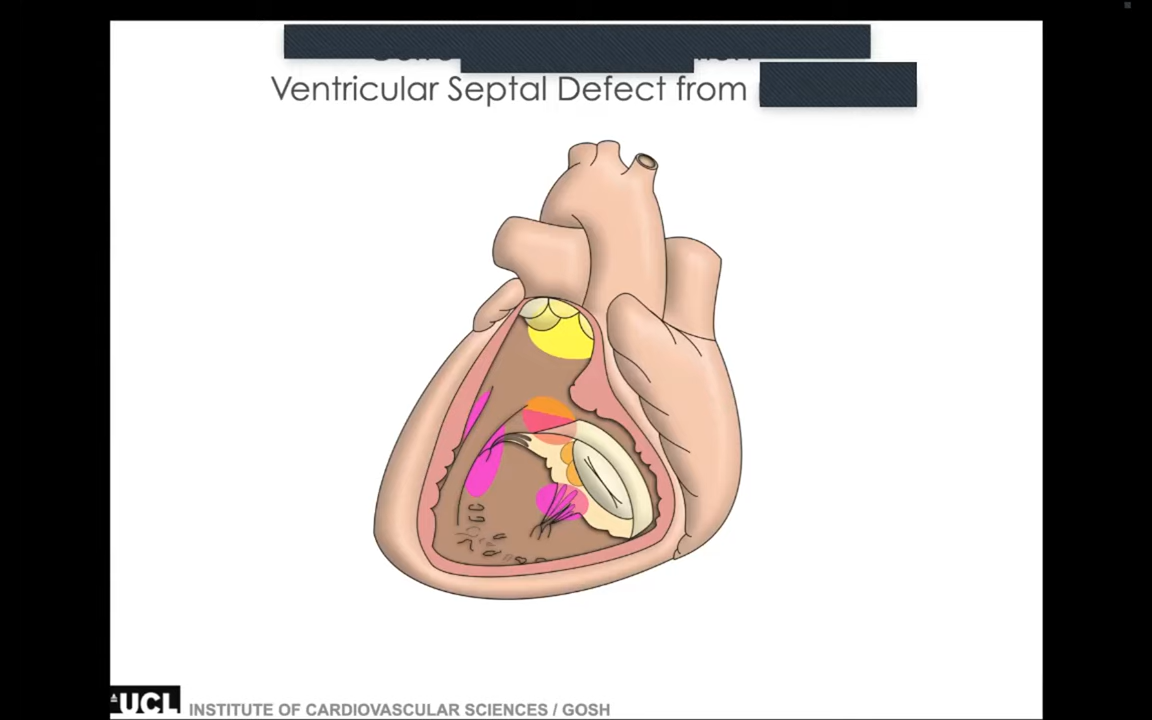 Ventricular Septal Defect from
UCL INSTITUTE OF CARDIOVASCULAR SCIENCES / GOSH